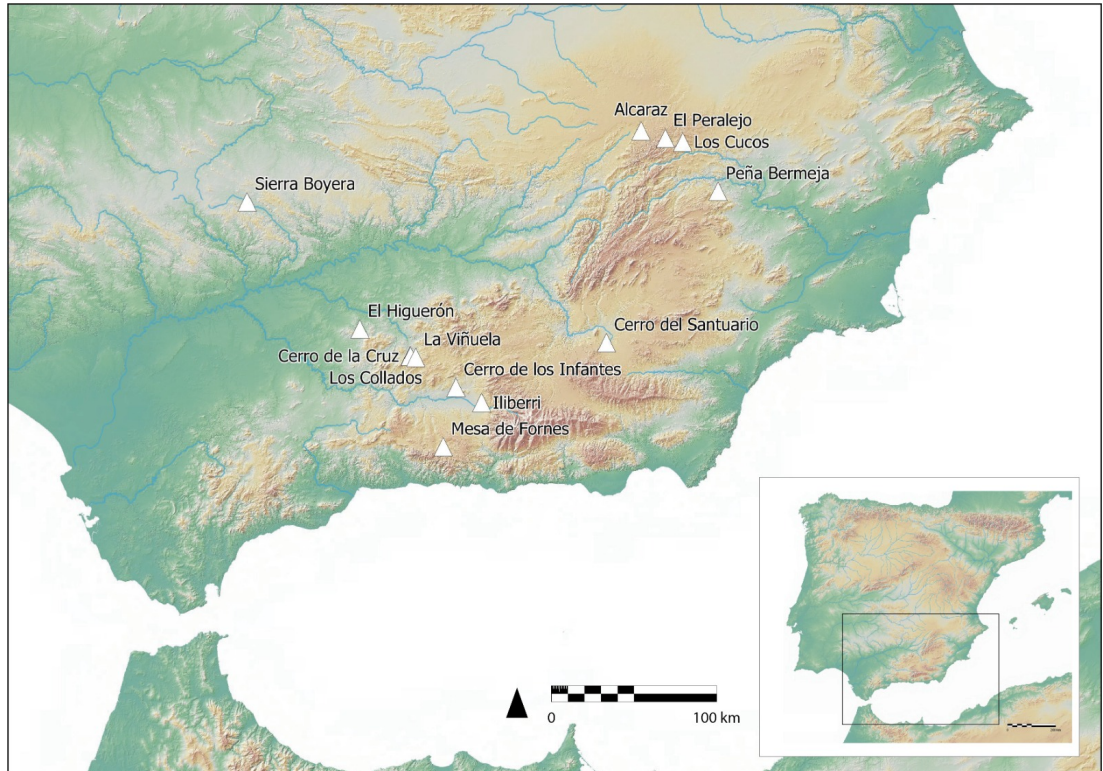 Alcaraz
El Peralejo
Los Cucos
Peña Bermeja
Sierra Boyera
El Higuerón
Cerro del Santuario
La Viñuela
Cerro de la Cruz
Los Collados
Cerro de los Infantes
Iliberri
Mesa de Fornes
0
100 km